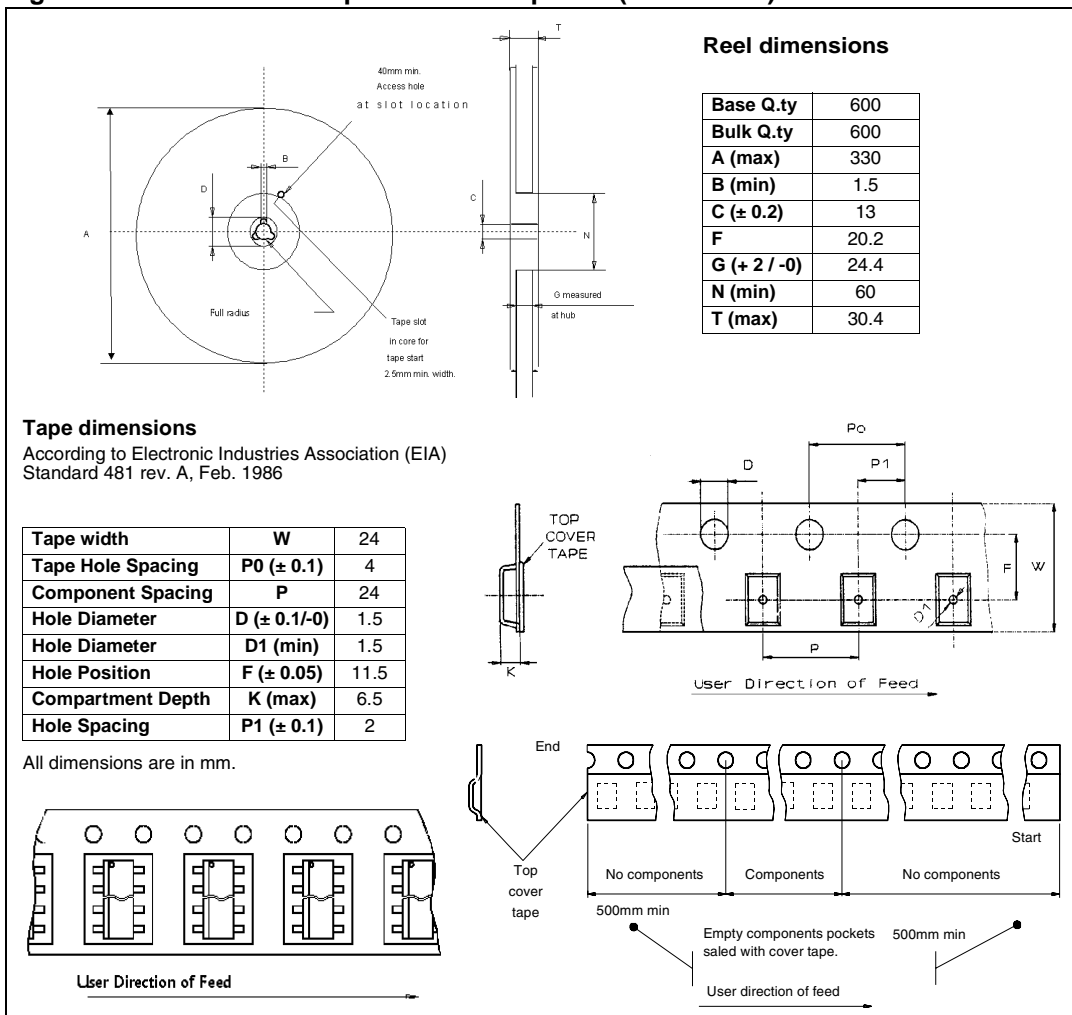 T
40mm min.
Access hole
at slot location
B
D
C
A
N
G measured
at hub
Full radius
Tape slot
in core for
tape start
2.5mm min. width.
Reel dimensions
Base Q.ty 600
Bulk Q.ty 600
A (max) 330
B (min) 1.5
C (± 0.2) 13
F 20.2
G (+ 2 / -0) 24.4
N (min) 60
T (max) 30.4
Tape dimensions
According to Electronic Industries Association (EIA)
Standard 481 rev. A, Feb. 1986
Tape width W 24
Tape Hole Spacing P0 (± 0.1) 4
Component Spacing P 24
Hole Diameter D (± 0.1/-0) 1.5
Hole Diameter D1 (min) 1.5
Hole Position F (± 0.05) 11.5
Compartment Depth K (max) 6.5
Hole Spacing P1 (± 0.1) 2
All dimensions are in mm.
TOP
COVER
TAPE
K
Po
D
P1
F
W
D1
P
User Direction of Feed
End
Start
Top
cover
tape
No components
Components
No components
500mm min
Empty components pockets
saled with cover tape.
500mm min
User direction of feed
User Direction of Feed